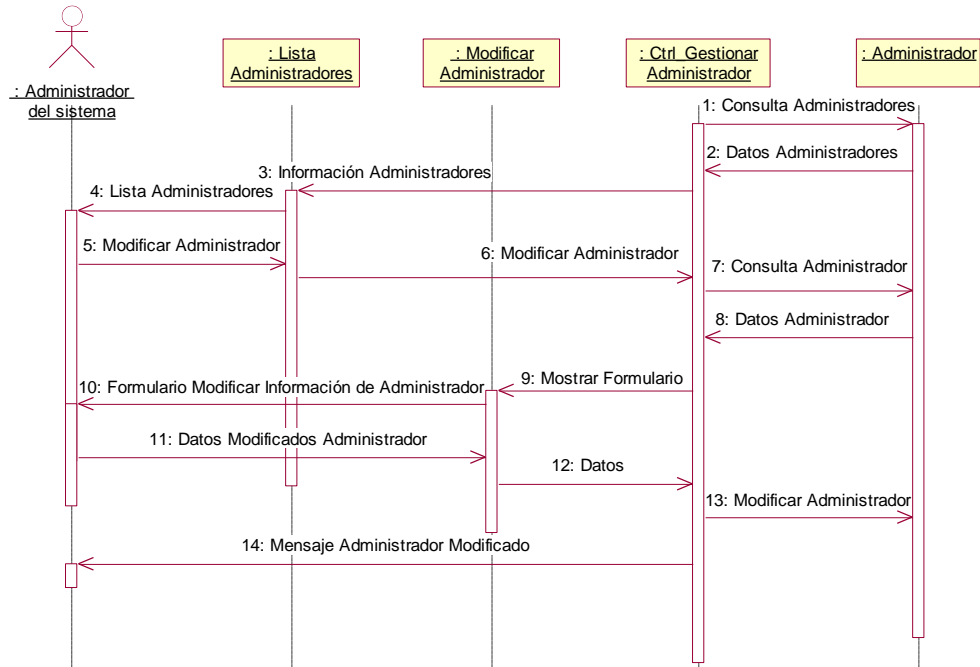 : Lista
Administradores
: Modificar
Administrador
: Ctrl_Gestionar
Administrador
: Administrador
: Administrador
del sistema
1: Consulta Administradores
2: Datos Administradores
3: Información Administradores
4: Lista Administradores
5: Modificar Administrador
6: Modificar Administrador
7: Consulta Administrador
8: Datos Administrador
9: Mostrar Formulario
10: Formulario Modificar Información de Administrador
11: Datos Modificados Administrador
12: Datos
13: Modificar Administrador
14: Mensaje Administrador Modificado